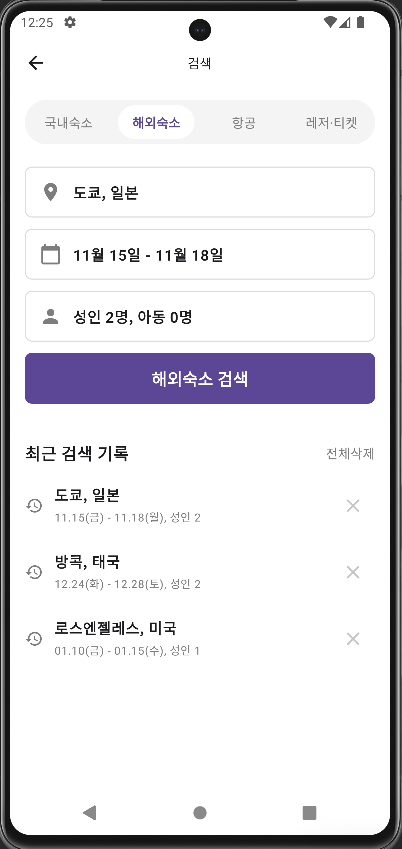 12:25
검색
국내숙소 해외숙소 항공 레저·티켓
도쿄, 일본
11월 15일 - 11월 18일
성인 2명, 아동 0명
해외숙소 검색
최근 검색 기록 전체삭제
도쿄, 일본
11.15(금) - 11.18(월), 성인 2
방콕, 태국
12.24(화) - 12.28(토), 성인 2
로스엔젤레스, 미국
01.10(금) - 01.15(수), 성인 1